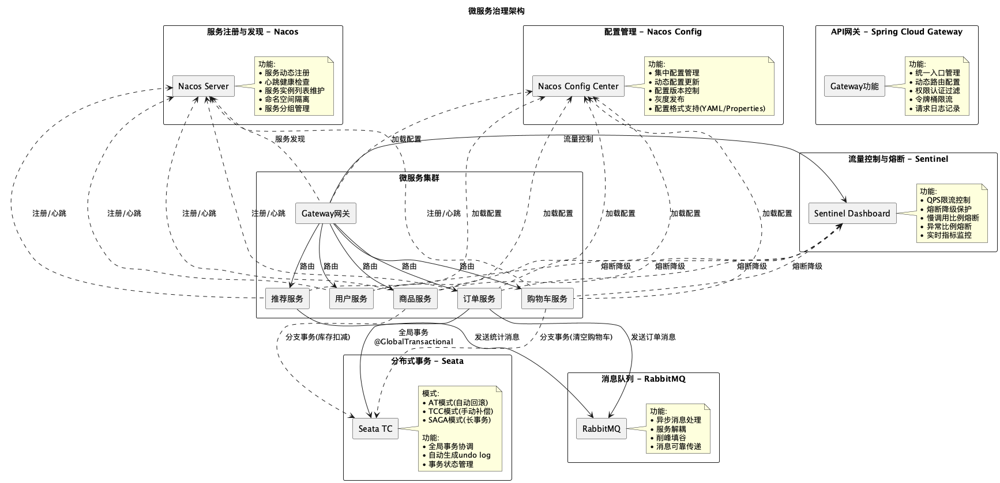 微服务治理架构
服务注册与发现 – Nacos
Nacos Server
功能:
• 服务动态注册
• 心跳健康检查
• 服务实例列表维护
• 命名空间隔离
• 服务分组管理
配置管理 – Nacos Config
Nacos Config Center
功能:
• 集中配置管理
• 动态配置更新
• 配置版本控制
• 灰度发布
• 配置格式支持(YAML/Properties)
API网关 – Spring Cloud Gateway
Gateway功能
功能:
• 统一入口管理
• 动态路由配置
• 权限认证过滤
• 令牌桶限流
• 请求日志记录
服务发现
加载配置
流量控制
流量控制与熔断 – Sentinel
Sentinel Dashboard
功能:
• QPS限流控制
• 熔断降级保护
• 慢调用比例熔断
• 异常比例熔断
• 实时指标监控
微服务集群
Gateway网关
注册/心跳
注册/心跳
注册/心跳
注册/心跳
注册/心跳
加载配置
加载配置
加载配置
加载配置
加载配置
路由
路由
路由
路由
路由
熔断降级
熔断降级
熔断降级
熔断降级
推荐服务
用户服务
商品服务
订单服务
购物车服务
分支事务(库存扣减)
全局事务
@GlobalTransactional
发送统计消息
分支事务(清空购物车)
发送订单消息
分布式事务 – Seata
Seata TC
模式:
• AT模式(自动回滚)
• TCC模式(手动补偿)
• SAGA模式(长事务)
功能:
• 全局事务协调
• 自动生成undo log
• 事务状态管理
消息队列 – RabbitMQ
RabbitMQ
功能:
• 异步消息处理
• 服务解耦
• 削峰填谷
• 消息可靠传递